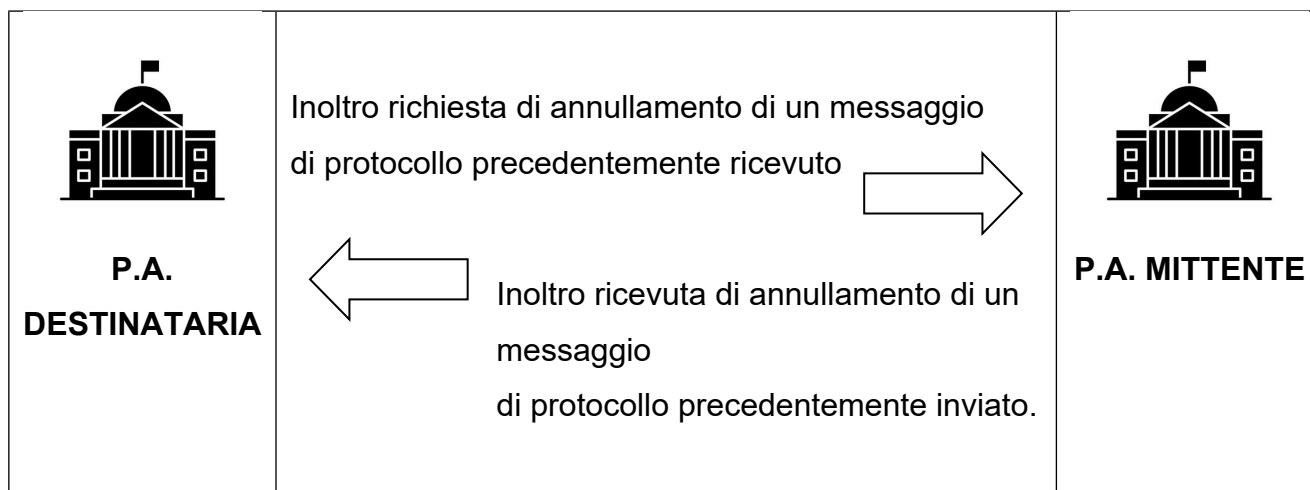 P.A.
DESTINATARIA
Inoltro richiesta di annullamento di un messaggio
di protocollo precedentemente ricevuto
Inoltro ricevuta di annullamento di un
messaggio
di protocollo precedentemente inviato.
P.A. MITTENTE